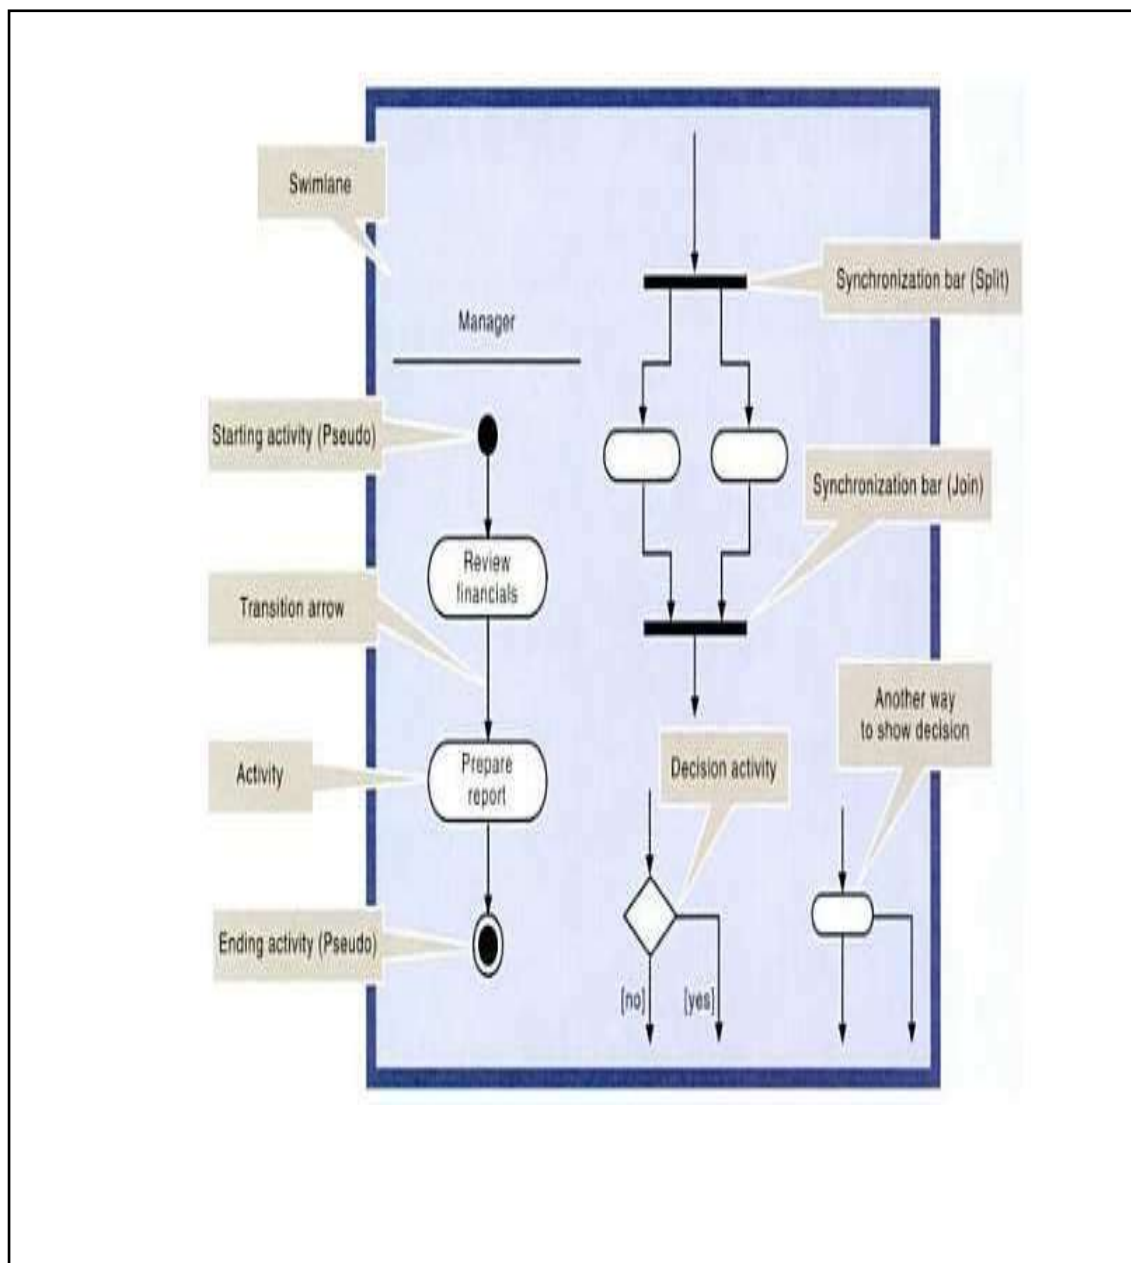 Swimlane
Synchronization bar (Split)
Manager
Starting activity (Pseudo)
Synchronization bar (Join)
Review
financials
Transition arrow
Another way
to show decision
Decision activity
Activity
Prepare
report
Ending activity (Pseudo)
[no]
[yes]